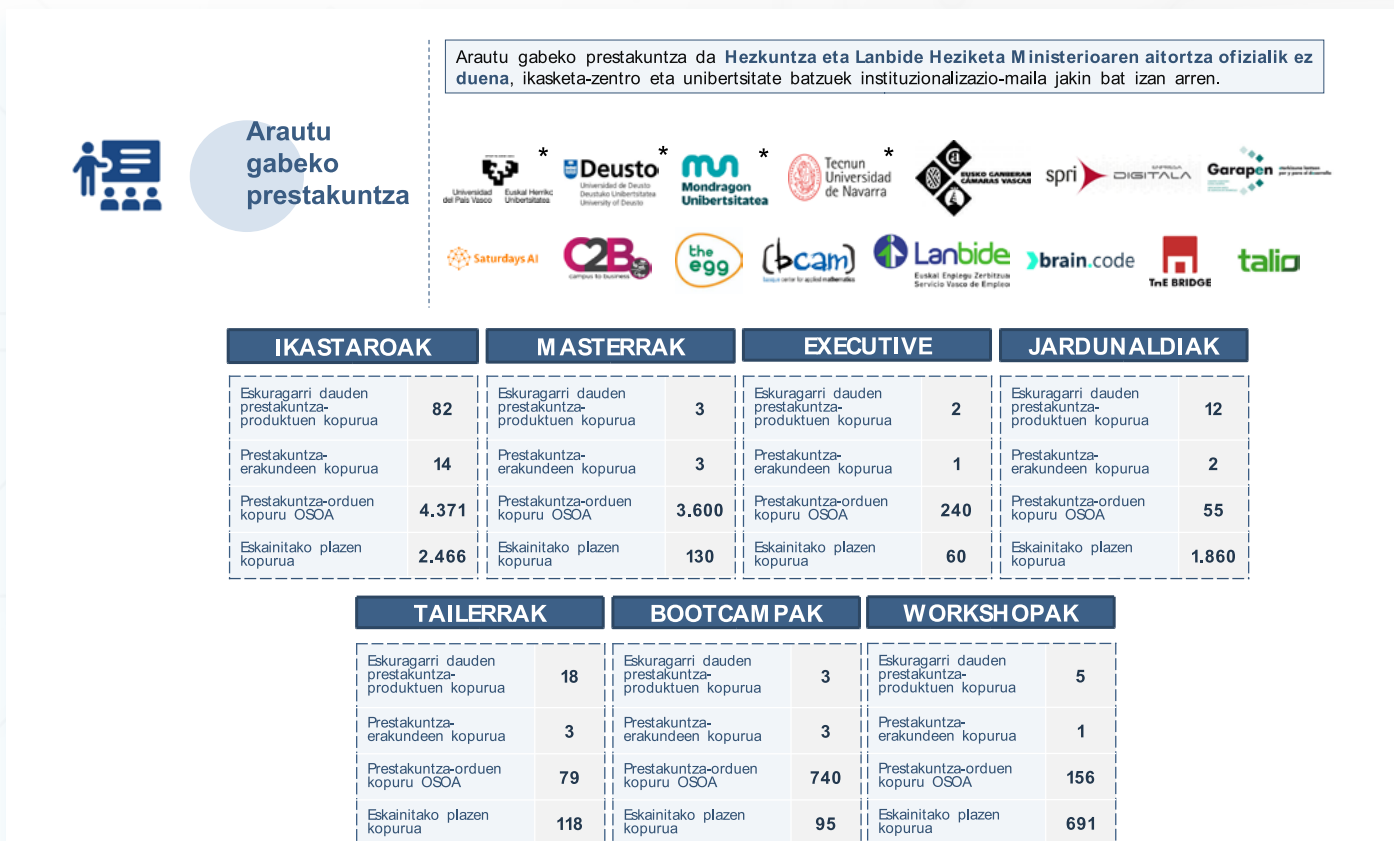 Arautu gabeko prestakuntza da Hezkuntza eta Lanbide Heziketa Ministerioaren aitortza ofizialik ez
duena, ikasketa-zentro eta unibertsitate batzuek instituzionalizazio-maila jakin bat izan arren.
Arautu
gabeko
prestakuntza
* * * *
Universidad Euskal Herriko
del País Vasco Unibertsitatea
Deusto
Universidad de Deusto
Deustuko Unibertsitatea
University of Deusto
Mondragon
Unibertsitatea
Tecnun
Universidad
de Navarra
EUSKO GANBERAK
CÁMARAS VASCAS
spri
ENPRESA
DIGITALA
Garapen
Saturdays AI
C2B
campus to business
the
egg
(bcam)
basque center for applied mathematics
Lanbide
Euskal Enplegu Zerbitzua
Servicio Vasco de Empleo
brain.code
THE BRIDGE
talio
IKASTAROAK
Eskuragarri dauden
prestakuntza-
produktuen kopurua 82
Prestakuntza-
erakundeen kopurua 14
Prestakuntza-orduen
kopuru OSOA 4.371
Eskainitako plazen
kopurua 2.466
MASTERRAK
Eskuragarri dauden
prestakuntza-
produktuen kopurua 3
Prestakuntza-
erakundeen kopurua 3
Prestakuntza-orduen
kopuru OSOA 3.600
Eskainitako plazen
kopurua 130
EXECUTIVE
Eskuragarri dauden
prestakuntza-
produktuen kopurua 2
Prestakuntza-
erakundeen kopurua 1
Prestakuntza-orduen
kopuru OSOA 240
Eskainitako plazen
kopurua 60
JARDUNALDIAK
Eskuragarri dauden
prestakuntza-
produktuen kopurua 12
Prestakuntza-
erakundeen kopurua 2
Prestakuntza-orduen
kopuru OSOA 55
Eskainitako plazen
kopurua 1.860
TAILERRAK
Eskuragarri dauden
prestakuntza-
produktuen kopurua 18
Prestakuntza-
erakundeen kopurua 3
Prestakuntza-orduen
kopuru OSOA 79
Eskainitako plazen
kopurua 118
BOOTCAMPAK
Eskuragarri dauden
prestakuntza-
produktuen kopurua 3
Prestakuntza-
erakundeen kopurua 3
Prestakuntza-orduen
kopuru OSOA 740
Eskainitako plazen
kopurua 95
WORKSHOPAK
Eskuragarri dauden
prestakuntza-
produktuen kopurua 5
Prestakuntza-
erakundeen kopurua 1
Prestakuntza-orduen
kopuru OSOA 156
Eskainitako plazen
kopurua 691